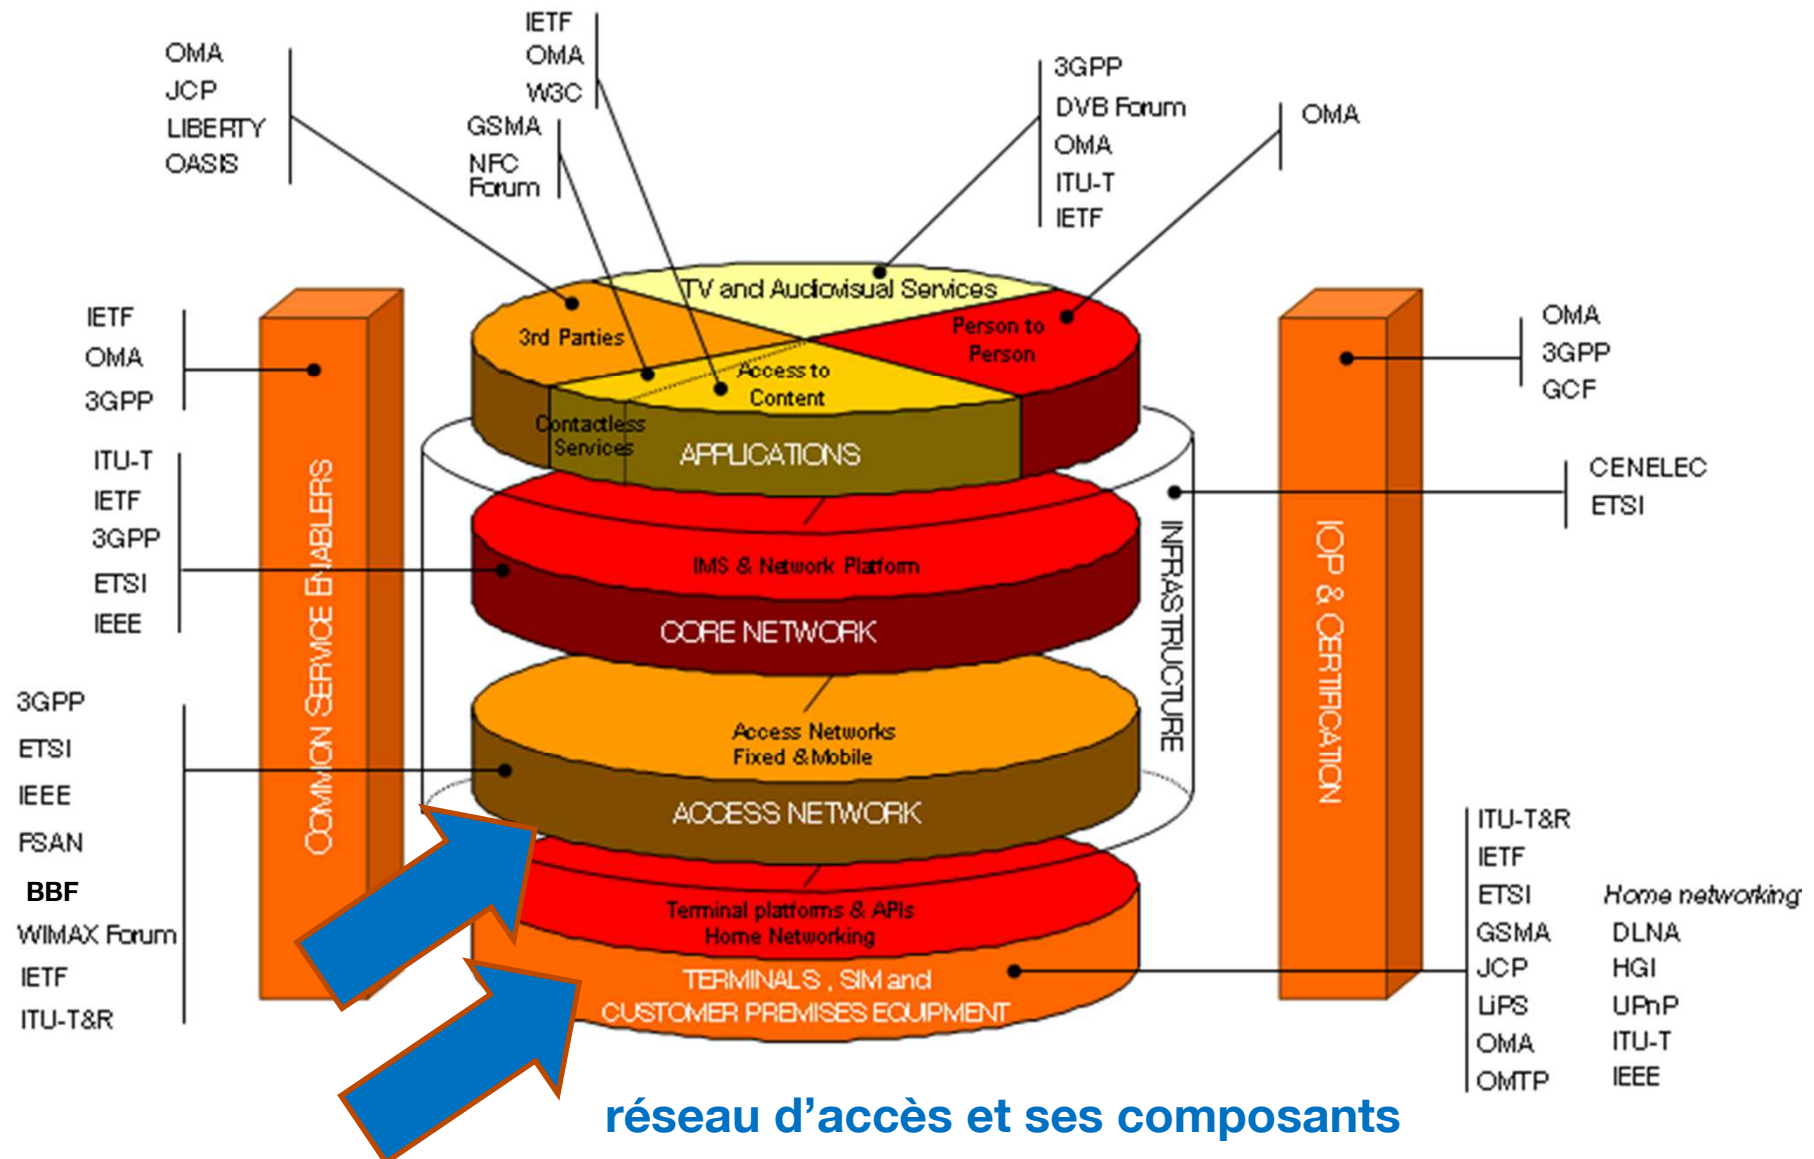 IETF
OMA
W3C
OMA
JCP
LIBERTY
OASIS
GSMA
NFC
Forum
3GPP
DVB Forum
OMA
ITU-T
IETF
OMA
TV and Audiovisual Services
3rd Parties
Person to
Person
Access to
Content
Contactless
Services
APPLICATIONS
IETF
OMA
3GPP
OMA
3GPP
GCF
ITU-T
IETF
3GPP
ETSI
IEEE
CENELEC
ETSI
COMMON SERVICE ENABLERS
IMS & Network Platform
CORE NETWORK
INFRASTRUCTURE
IOP & CERTIFICATION
3GPP
ETSI
IEEE
FSAN
BBF
WIMAX Forum
IETF
ITU-T&R
Access Networks
Fixed & Mobile
ACCESS NETWORK
Terminal platforms & APIs
Home Networking
TERMINALS , SIM and
CUSTOMER PREMISES EQUIPMENT
ITU-T&R
IETF
ETSI
GSMA
JCP
LiPS
OMA
OMTP
Home networking
DLNA
HGI
UPnP
ITU-T
IEEE
réseau d’accès et ses composants